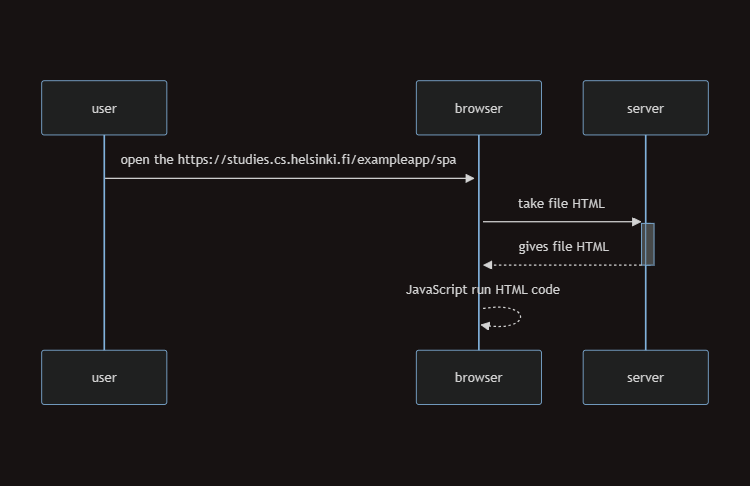 user
browser
server
open the https://studies.cs.helsinki.fi/exampleapp/spa
take file HTML
gives file HTML
JavaScript run HTML code
user
browser
server